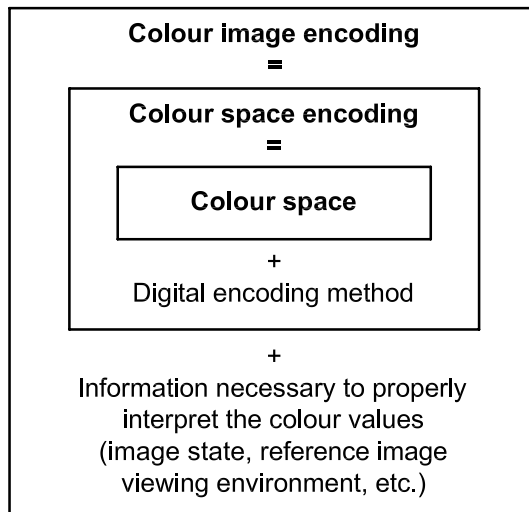 Colour image encoding
=
Colour space encoding
=
Colour space
+
Digital encoding method
+
Information necessary to properly
interpret the colour values
(image state, reference image
viewing environment, etc.)